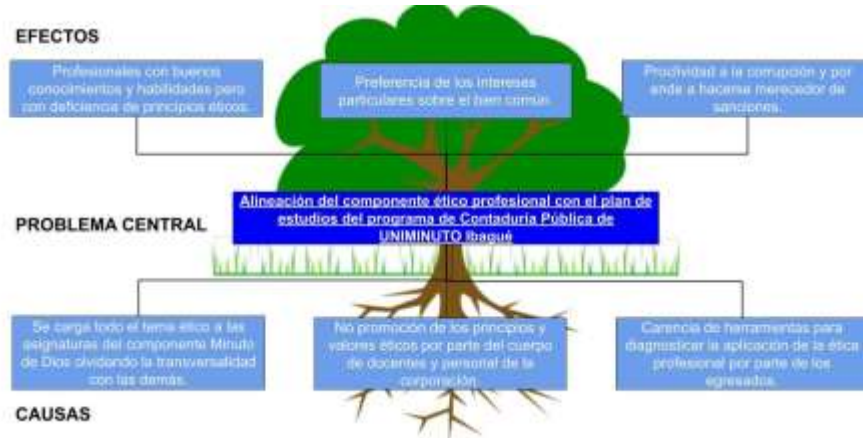 EFECTOS
Profesionales con buenos
conocimientos y habilidades pero
con deficiencia de principios éticos.
Preferencia de los intereses
particulares sobre el bien común.
Proclividad a la corrupción y por
ende a hacerse merecedor de
sanciones.
PROBLEMA CENTRAL
Alineación del componente ético profesional con el plan de
estudios del programa de Contaduría Pública de
UNIMINUTO Ibagué
Se carga todo el tema ético a las
asignaturas del componente Minuto
de Dios olvidando la transversalidad
con las demás.
No promoción de los principios y
valores éticos por parte del cuerpo
de docentes y personal de la
corporación.
Carencia de herramientas para
diagnosticar la aplicación de la ética
profesional por parte de los
egresados.
CAUSAS